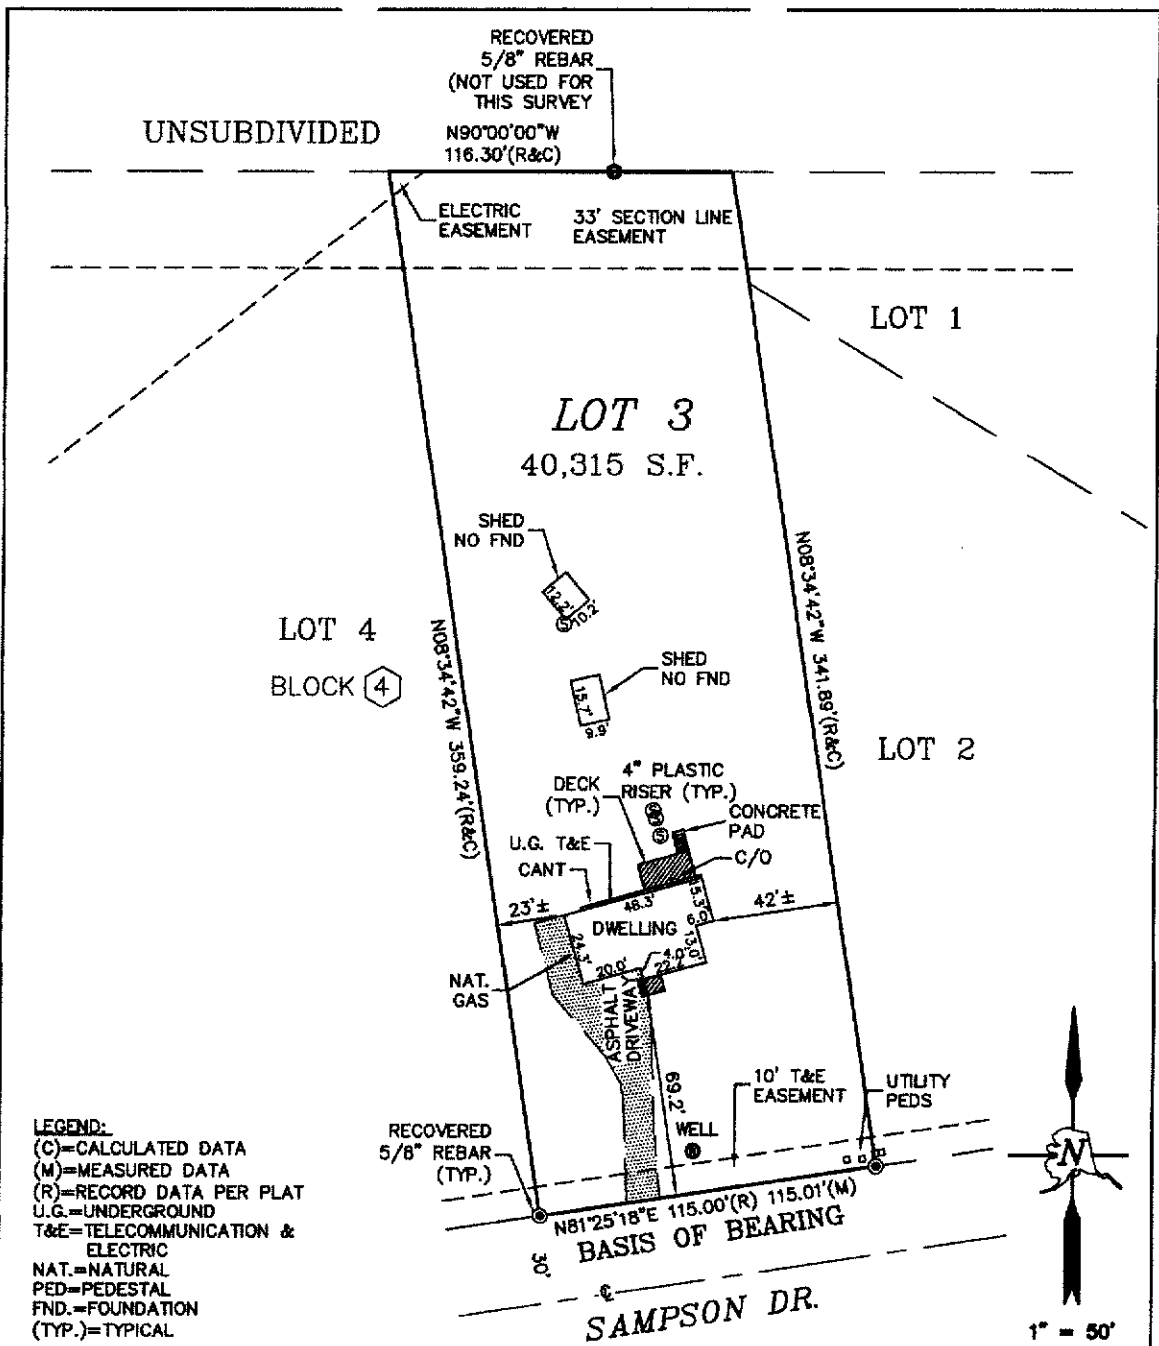 RECOVERED
5/8" REBAR
(NOT USED FOR
THIS SURVEY
UNSUBDIVIDED
N90°00'00"W
116.30'(R&C)
ELECTRIC
EASEMENT
33' SECTION LINE
EASEMENT
LOT 1
LOT 3
40,315 S.F.
SHED
NO FND
12.2'
10.2'
S
N08°34'42"W 341.89'(R&C)
LOT 4
BLOCK 4
N08°34'42"W 359.24'(R&C)
SHED
NO FND
15.7'
9.9'
LOT 2
DECK
(TYP.)
4" PLASTIC
RISER (TYP.)
S
CONCRETE
PAD
U.G. T&E
C/O
CANT
23'±
48.3'
15.3'
6.0'
42'±
DWELLING
24.3'
13.0'
4.0'
20.0'
22.2'
NAT.
GAS
ASPHALT
DRIVEWAY
69.2'
10' T&E
EASEMENT
UTILITY
PEDS
WELL
RECOVERED
5/8" REBAR
(TYP.)
N81°25'18"E 115.00'(R) 115.01'(M)
BASIS OF BEARING
30'
℄
SAMPSON DR.
N
1" = 50'
LEGEND:
(C)=CALCULATED DATA
(M)=MEASURED DATA
(R)=RECORD DATA PER PLAT
U.G.=UNDERGROUND
T&E=TELECOMMUNICATION &
ELECTRIC
NAT.=NATURAL
PED=PEDESTAL
FND.=FOUNDATION
(TYP.)=TYPICAL